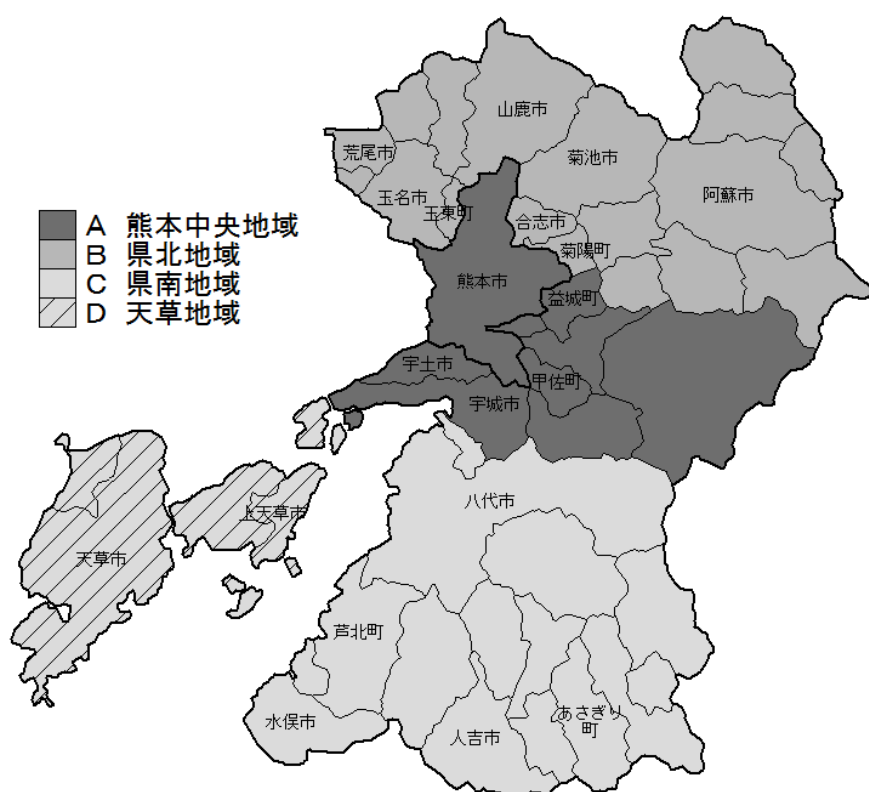 山鹿市
荒尾市
菊池市
玉名市
阿蘇市
玉東町
合志市
菊陽町
A 熊本中央地域
B 県北地域
C 県南地域
D 天草地域
熊本市
益城町
宇土市
甲佐町
宇城市
八代市
上天草市
天草市
芦北町
水俣市
人吉市
あさぎり
町